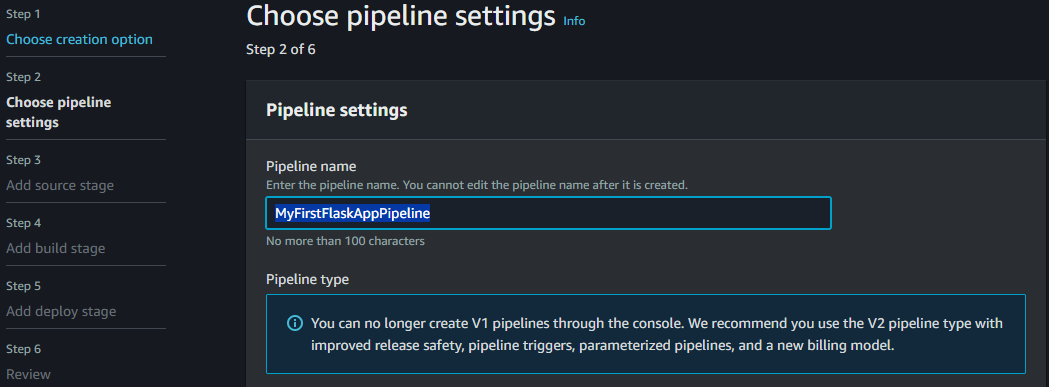 Step 1
Choose creation option
Step 2
Choose pipeline
settings
Step 3
Add source stage
Step 4
Add build stage
Step 5
Add deploy stage
Step 6
Review
Choose pipeline settings Info
Step 2 of 6
Pipeline settings
Pipeline name
Enter the pipeline name. You cannot edit the pipeline name after it is created.
MyFirstFlaskAppPipeline
No more than 100 characters
Pipeline type
You can no longer create V1 pipelines through the console. We recommend you use the V2 pipeline type with
improved release safety, pipeline triggers, parameterized pipelines, and a new billing model.